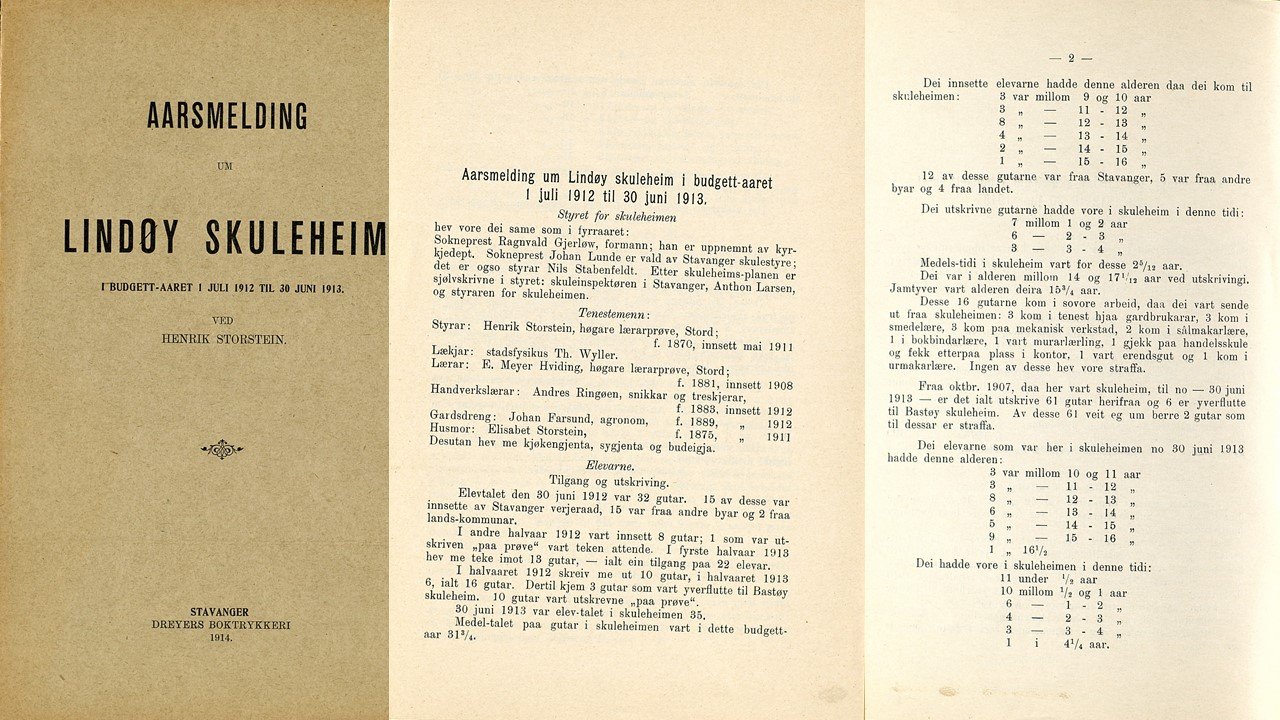 AARSMELDING
UM
LINDØY SKULEHEIM
I BUDGETT-AARET 1 JULI 1912 TIL 30 JUNI 1913.
VED
HENRIK STORSTEIN.
STAVANGER
DREYERS BOKTRYKKERI
1914.
Aarsmelding um Lindøy skuleheim i budgett-aaret
1 juli 1912 til 30 juni 1913.
Styret for skuleheimen
hev vore dei same som i fyrraaret:
Sokneprest Ragnvald Gjerløw, formann; han er uppnemnt av kyr-
kjedept. Sokneprest Johan Lunde er vald av Stavanger skulestyre;
det er ogso styrar Nils Stabenfeldt. Etter skuleheims-planen er
sjølvskrivne i styret: skuleinspektøren i Stavanger, Anthon Larsen,
og styraren for skuleheimen.
Tenestemenn:
Styrar: Henrik Storstein, høgare lærarprøve, Stord;
f. 1870, innsett mai 1911
Lækjar: stadsfysikus Th. Wyller.
Lærar: E. Meyer Hviding, høgare lærarprøve, Stord;
f. 1881, innsett 1908
Handverkslærar: Andres Ringøen, snikkar og treskjerar,
f. 1883, innsett 1912
Gardsdreng: Johan Farsund, agronom, f. 1889, „ 1912
Husmor: Elisabet Storstein, f. 1875, „ 1911
Desutan hev me kjøkengjenta, sygjenta og budeigja.
Elevarne.
Tilgang og utskriving.
Elevtalet den 30 juni 1912 var 32 gutar. 15 av desse var
innsette av Stavanger verjeraad, 15 var fraa andre byar og 2 fraa
lands-kommunar.
I andre halvaar 1912 vart innsett 8 gutar; 1 som var ut-
skriven „paa prøve“ vart teken attende. I fyrste halvaar 1913
hev me teke imot 13 gutar, — ialt ein tilgang paa 22 elevar.
I halvaaret 1912 skreiv me ut 10 gutar, i halvaaret 1913
6, ialt 16 gutar. Dertil kjem 3 gutar som vart yverflutte til Bastøy
skuleheim. 10 gutar vart utskrevne „paa prøve“.
30 juni 1913 var elev-talet i skuleheimen 35.
Medel-talet paa gutar i skuleheimen vart i dette budgett-
aar 31³/₄.
— 2 —
Dei innsette elevarne hadde denne alderen daa dei kom til
skuleheimen: 3 var millom 9 og 10 aar
3 „ — 11 - 12 „
8 „ — 12 - 13 „
4 „ — 13 - 14 „
2 „ — 14 - 15 „
1 „ — 15 - 16 „
12 av desse gutarne var fraa Stavanger, 5 var fraa andre
byar og 4 fraa landet.
Dei utskrivne gutarne hadde vore i skuleheim i denne tidi:
7 millom 1 og 2 aar
6 — 2 - 3 „
3 — 3 - 4 „
Medels-tidi i skuleheim vart for desse 2⁵/₁₂ aar.
Dei var i alderen millom 14 og 17¹/₁₂ aar ved utskrivingi.
Jamtyver vart alderen deira 15³/₄ aar.
Desse 16 gutarne kom i sovore arbeid, daa dei vart sende
ut fraa skuleheimen: 3 kom i tenest hjaa gardbrukarar, 3 kom i
smedelære, 3 kom paa mekanisk verkstad, 2 kom i sålmakarlære,
1 i bokbindarlære, 1 vart murarlærling, 1 gjekk paa handelsskule
og fekk etterpaa plass i kontor, 1 vart erendsgut og 1 kom i
urmakarlære. Ingen av desse hev vore straffa.
Fraa oktbr. 1907, daa her vart skuleheim, til no — 30 juni
1913 — er det ialt utskrive 61 gutar herifraa og 6 er yverflutte
til Bastøy skuleheim. Av desse 61 veit eg um berre 2 gutar som
til dessar er straffa.
Dei elevarne som var her i skuleheimen no 30 juni 1913
hadde denne alderen:
3 var millom 10 og 11 aar
3 „ — 11 - 12 „
8 „ — 12 - 13 „
6 „ — 13 - 14 „
5 „ — 14 - 15 „
9 „ — 15 - 16 „
1 „ 16¹/₂
Dei hadde vore i skuleheimen i denne tidi:
11 under ¹/₂ aar
10 millom ¹/₂ og 1 aar
6 — 1 - 2 „
4 — 2 - 3 „
3 — 3 - 4 „
1 i 4¹/₄ aar.